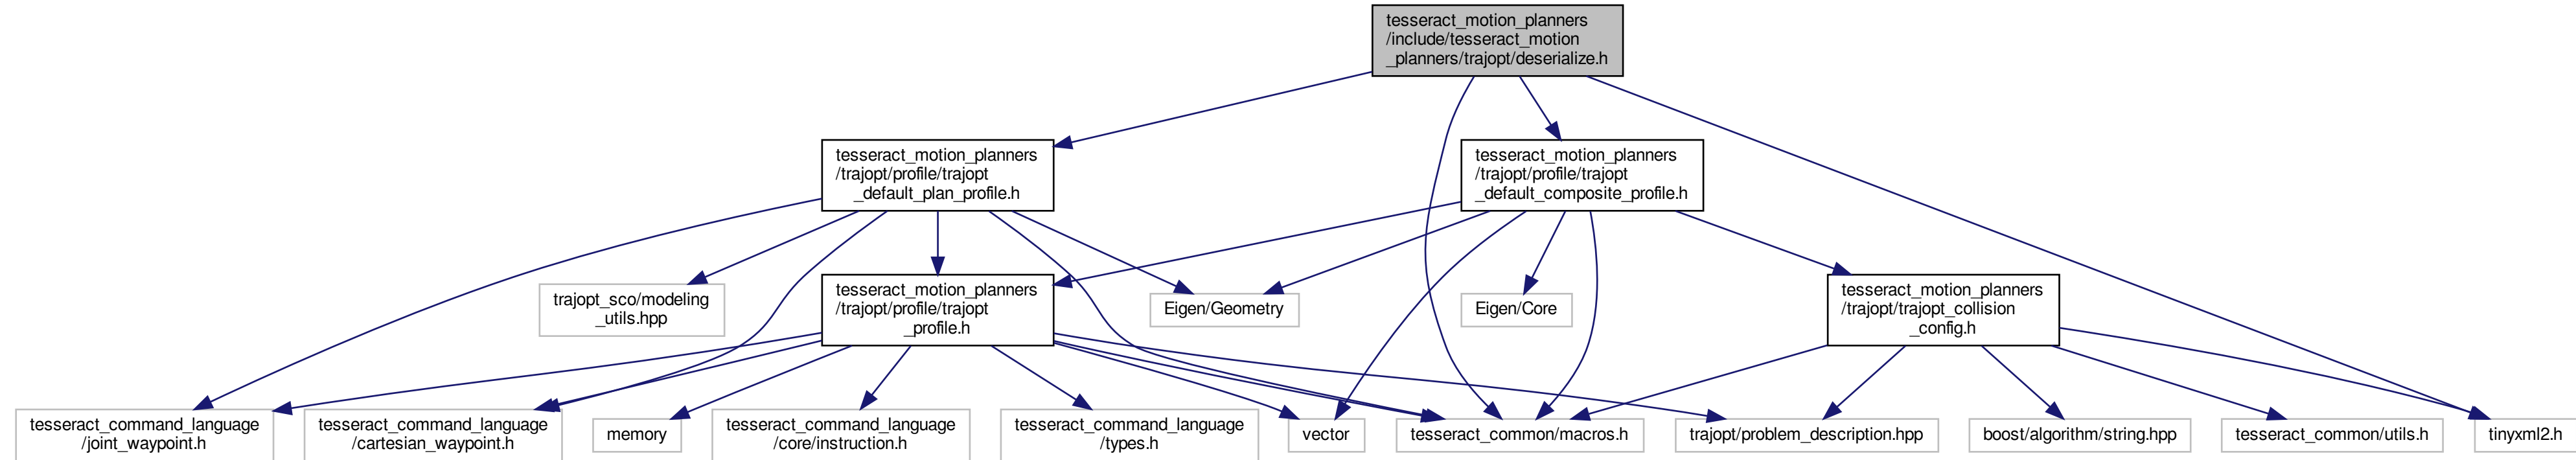 tesseract_motion_planners
/include/tesseract_motion
_planners/trajopt/deserialize.h
tesseract_motion_planners
/trajopt/profile/trajopt
_default_plan_profile.h
tesseract_motion_planners
/trajopt/profile/trajopt
_default_composite_profile.h
trajopt_sco/modeling
_utils.hpp
tesseract_motion_planners
/trajopt/profile/trajopt
_profile.h
Eigen/Geometry
Eigen/Core
tesseract_motion_planners
/trajopt/trajopt_collision
_config.h
tesseract_command_language
/joint_waypoint.h
tesseract_command_language
/cartesian_waypoint.h
memory
tesseract_command_language
/core/instruction.h
tesseract_command_language
/types.h
vector
tesseract_common/macros.h
trajopt/problem_description.hpp
boost/algorithm/string.hpp
tesseract_common/utils.h
tinyxml2.h